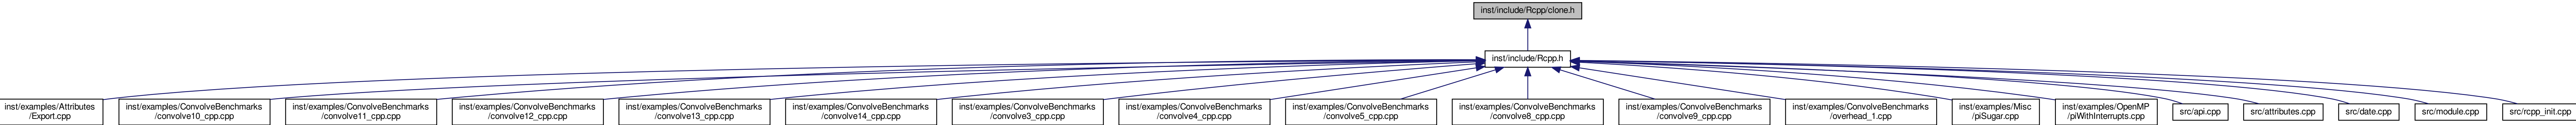 inst/include/Rcpp/clone.h
inst/include/Rcpp.h
inst/examples/Attributes
/Export.cpp
inst/examples/ConvolveBenchmarks
/convolve10_cpp.cpp
inst/examples/ConvolveBenchmarks
/convolve11_cpp.cpp
inst/examples/ConvolveBenchmarks
/convolve12_cpp.cpp
inst/examples/ConvolveBenchmarks
/convolve13_cpp.cpp
inst/examples/ConvolveBenchmarks
/convolve14_cpp.cpp
inst/examples/ConvolveBenchmarks
/convolve3_cpp.cpp
inst/examples/ConvolveBenchmarks
/convolve4_cpp.cpp
inst/examples/ConvolveBenchmarks
/convolve5_cpp.cpp
inst/examples/ConvolveBenchmarks
/convolve8_cpp.cpp
inst/examples/ConvolveBenchmarks
/convolve9_cpp.cpp
inst/examples/ConvolveBenchmarks
/overhead_1.cpp
inst/examples/Misc
/piSugar.cpp
inst/examples/OpenMP
/piWithInterrupts.cpp
src/api.cpp
src/attributes.cpp
src/date.cpp
src/module.cpp
src/rcpp_init.cpp